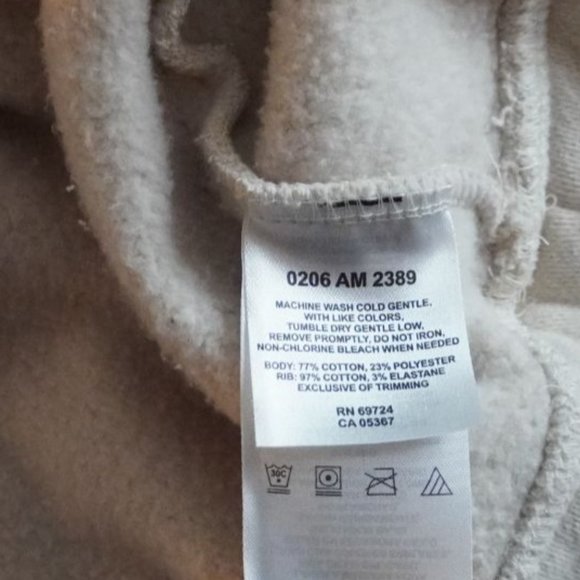 0206 AM 2389
MACHINE WASH COLD GENTLE,
WITH LIKE COLORS,
TUMBLE DRY GENTLE LOW,
REMOVE PROMPTLY, DO NOT IRON,
NON-CHLORINE BLEACH WHEN NEEDED
BODY: 77% COTTON, 23% POLYESTER
RIB: 97% COTTON, 3% ELASTANE
EXCLUSIVE OF TRIMMING
RN 69724
CA 05367
30C